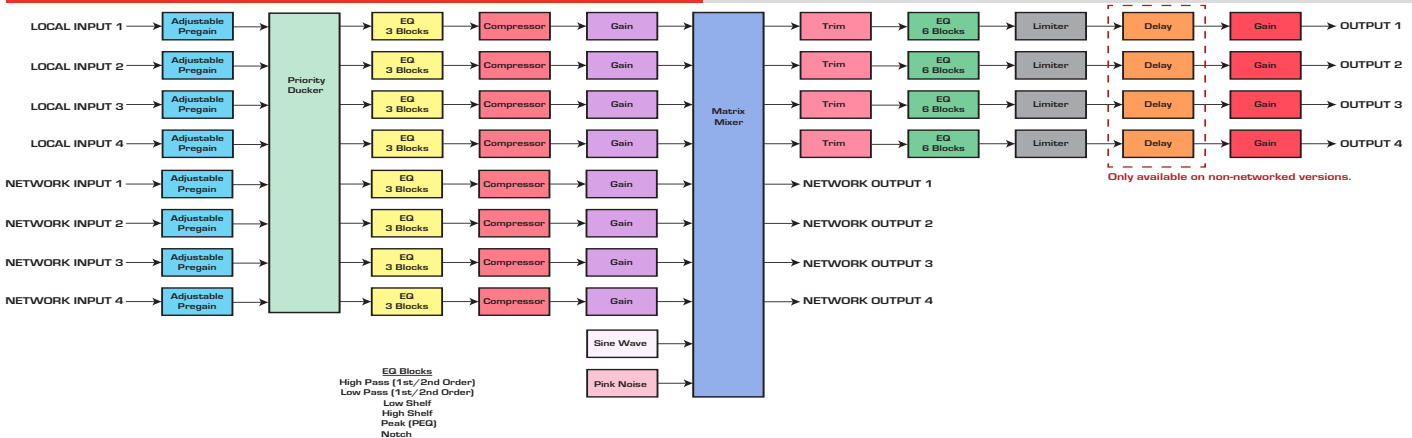 LOCAL INPUT 1
Adjustable
Pregain
EQ
3 Blocks
Compressor
Gain
Trim
EQ
6 Blocks
Limiter
Delay
Gain
OUTPUT 1
LOCAL INPUT 2
Adjustable
Pregain
Priority
Ducker
EQ
3 Blocks
Compressor
Gain
Trim
EQ
6 Blocks
Limiter
Delay
Gain
OUTPUT 2
LOCAL INPUT 3
Adjustable
Pregain
EQ
3 Blocks
Compressor
Gain
Matrix
Mixer
Trim
EQ
6 Blocks
Limiter
Delay
Gain
OUTPUT 3
LOCAL INPUT 4
Adjustable
Pregain
EQ
3 Blocks
Compressor
Gain
Trim
EQ
6 Blocks
Limiter
Delay
Gain
OUTPUT 4
Only available on non-networked versions.
NETWORK INPUT 1
Adjustable
Pregain
EQ
3 Blocks
Compressor
Gain
NETWORK OUTPUT 1
NETWORK INPUT 2
Adjustable
Pregain
EQ
3 Blocks
Compressor
Gain
NETWORK OUTPUT 2
NETWORK INPUT 3
Adjustable
Pregain
EQ
3 Blocks
Compressor
Gain
NETWORK OUTPUT 3
NETWORK INPUT 4
Adjustable
Pregain
EQ
3 Blocks
Compressor
Gain
NETWORK OUTPUT 4
Sine Wave
Pink Noise
EQ Blocks
High Pass (1st/2nd Order)
Low Pass (1st/2nd Order)
Low Shelf
High Shelf
Peak (PEQ)
Notch